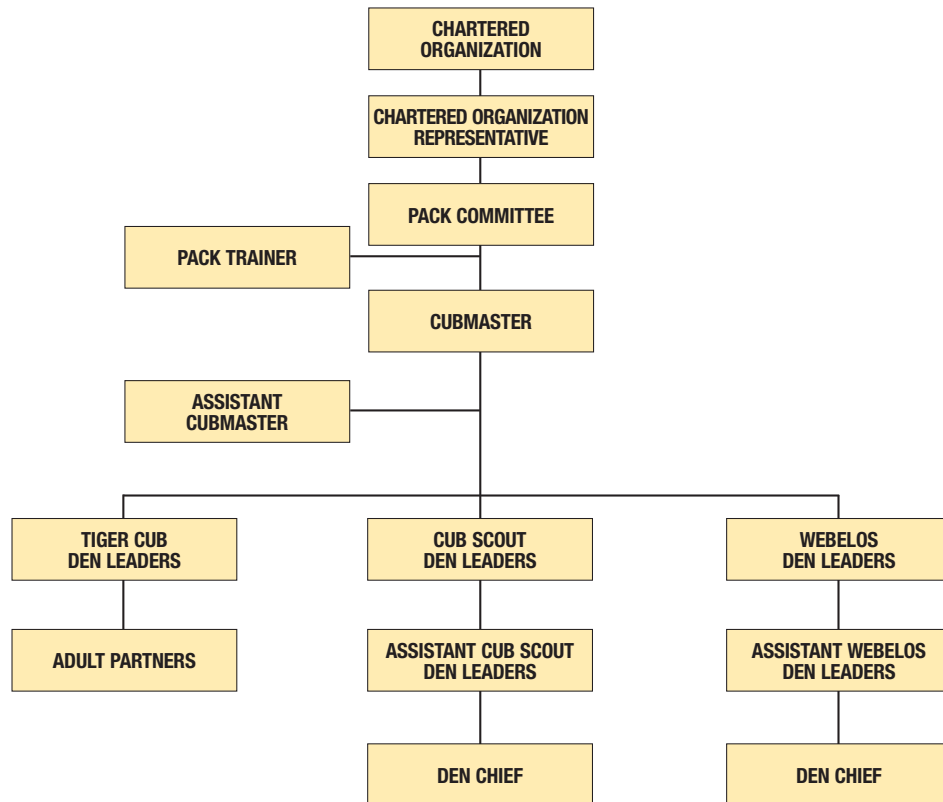 CHARTERED
ORGANIZATION
CHARTERED ORGANIZATION
REPRESENTATIVE
PACK COMMITTEE
PACK TRAINER
CUBMASTER
ASSISTANT
CUBMASTER
TIGER CUB
DEN LEADERS
CUB SCOUT
DEN LEADERS
WEBELOS
DEN LEADERS
ADULT PARTNERS
ASSISTANT CUB SCOUT
DEN LEADERS
ASSISTANT WEBELOS
DEN LEADERS
DEN CHIEF
DEN CHIEF